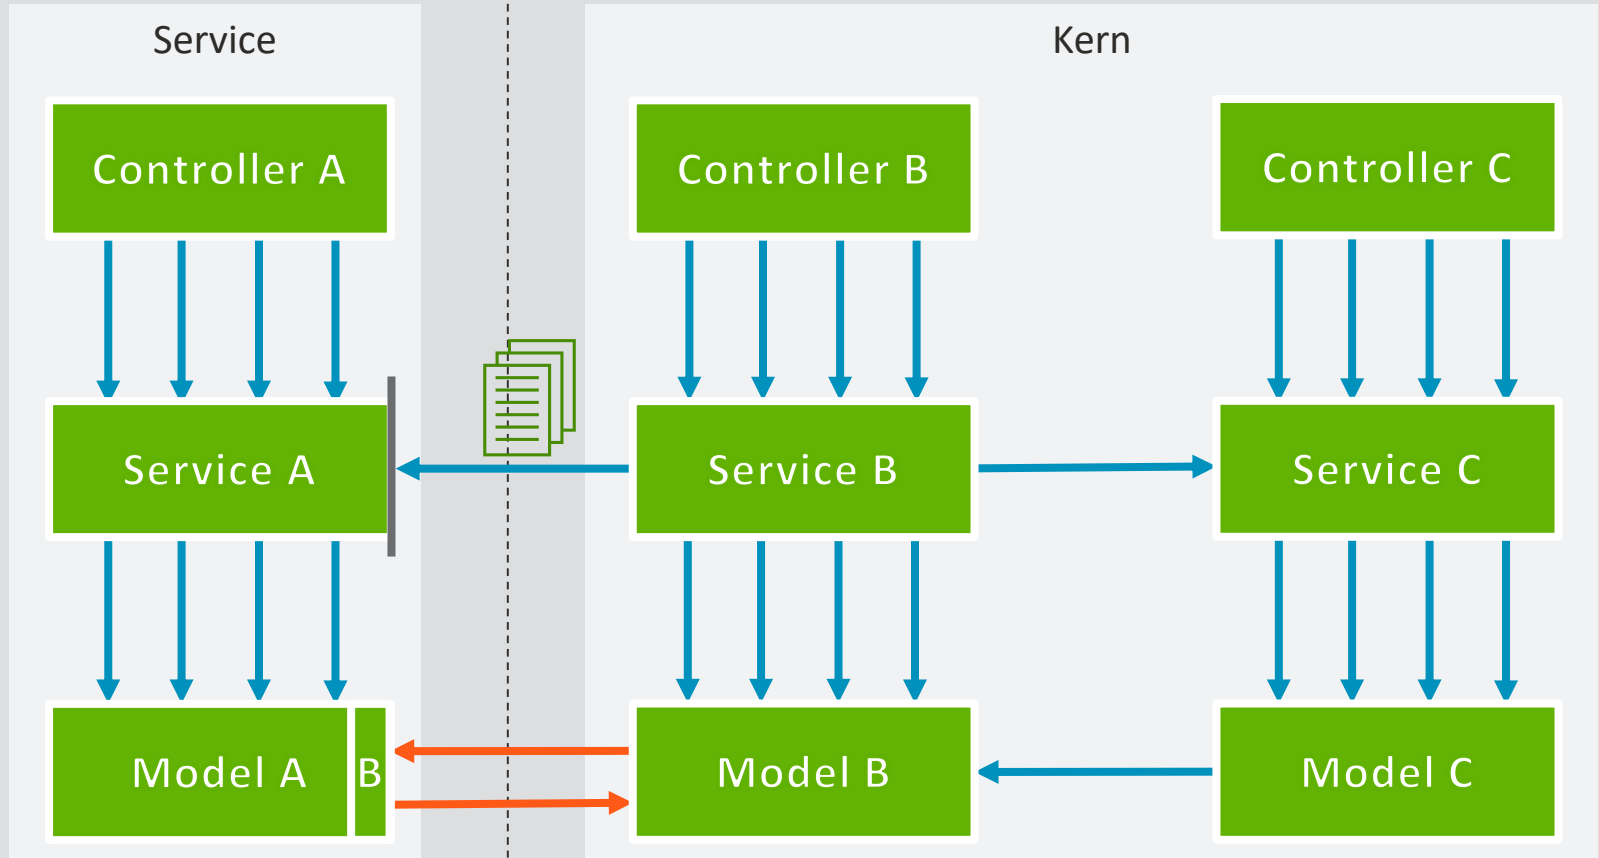 Service
Kern
Controller A
Controller B
Controller C
Service A
Service B
Service C
Model A
B
Model B
Model C